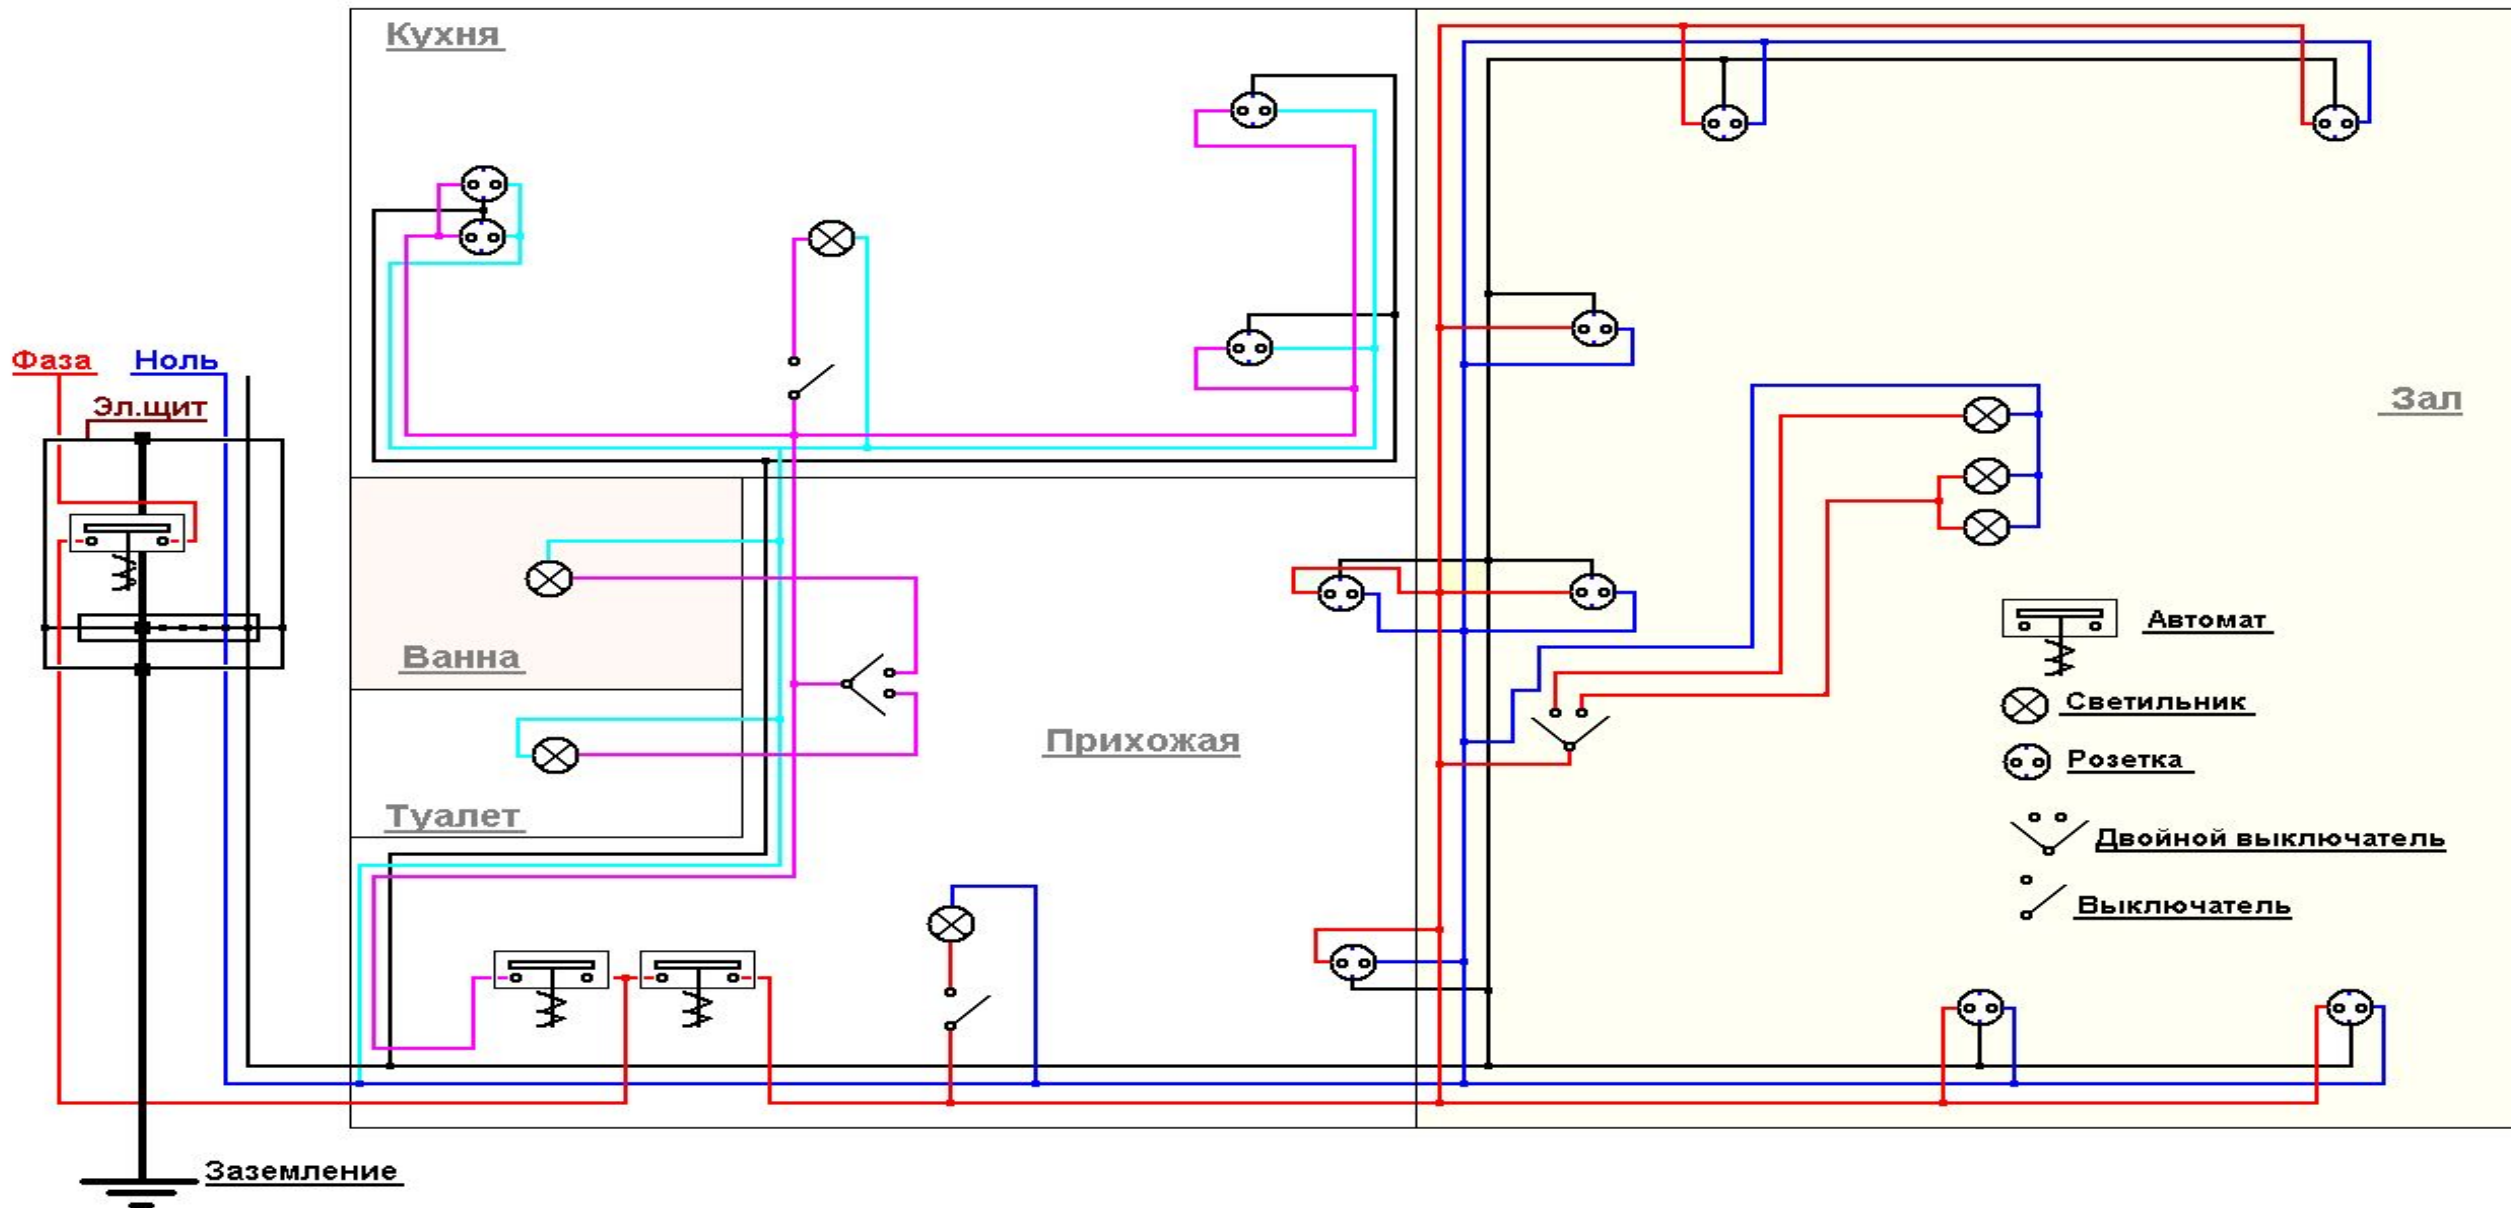 Кухня
Фаза
Ноль
Эл.щит
Зал
Ванна
Прихожая
Туалет
Автомат
Светильник
Розетка
Двойной выключатель
Выключатель
Заземление